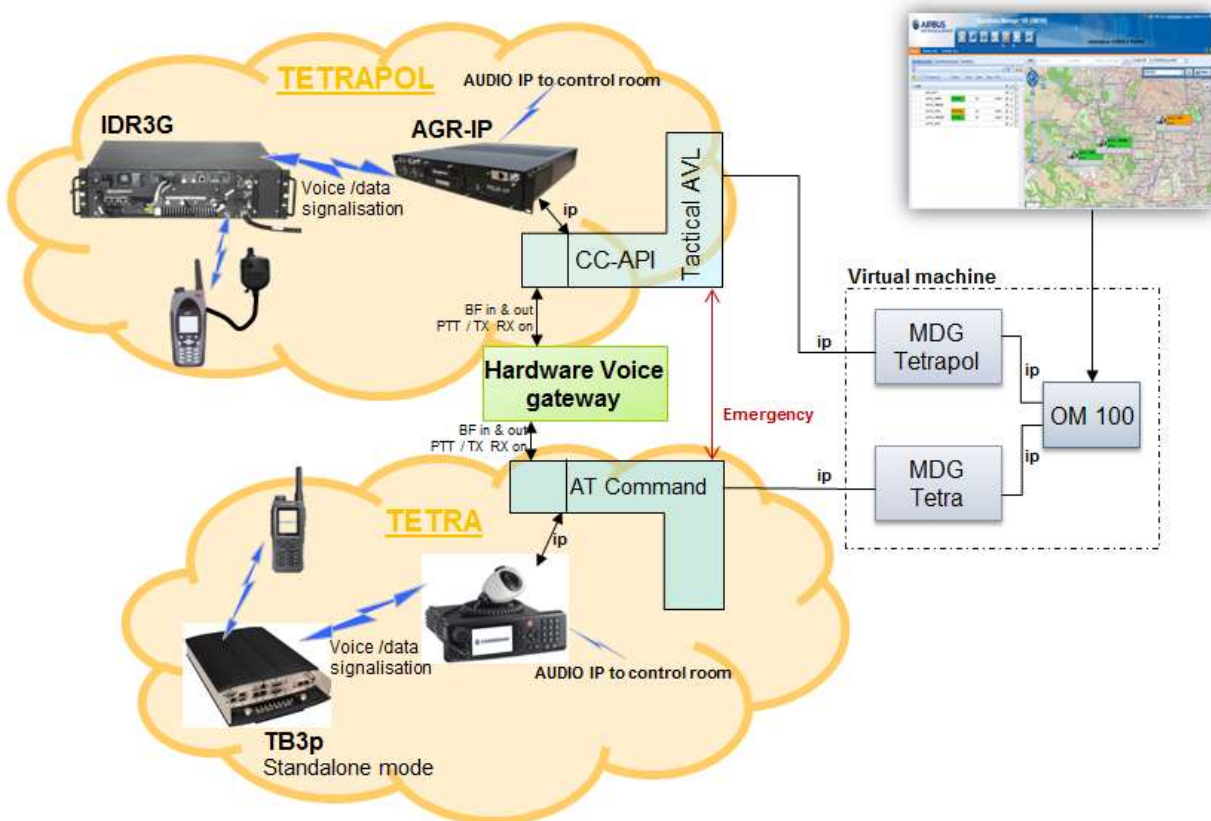 AIRBUS
TETRAPOL
AUDIO IP to control room
IDR3G
AGR-IP
Voice /data
signalisation
ip
CC-API
Tactical AVL
BF in & out
PTT / TX RX on
Hardware Voice
gateway
Emergency
BF in & out
PTT / TX RX on
AT Command
TETRA
ip
Voice /data
signalisation
AUDIO IP to control room
TB3p
Standalone mode
Virtual machine
ip
MDG
Tetrapol
ip
OM 100
ip
MDG
Tetra
ip